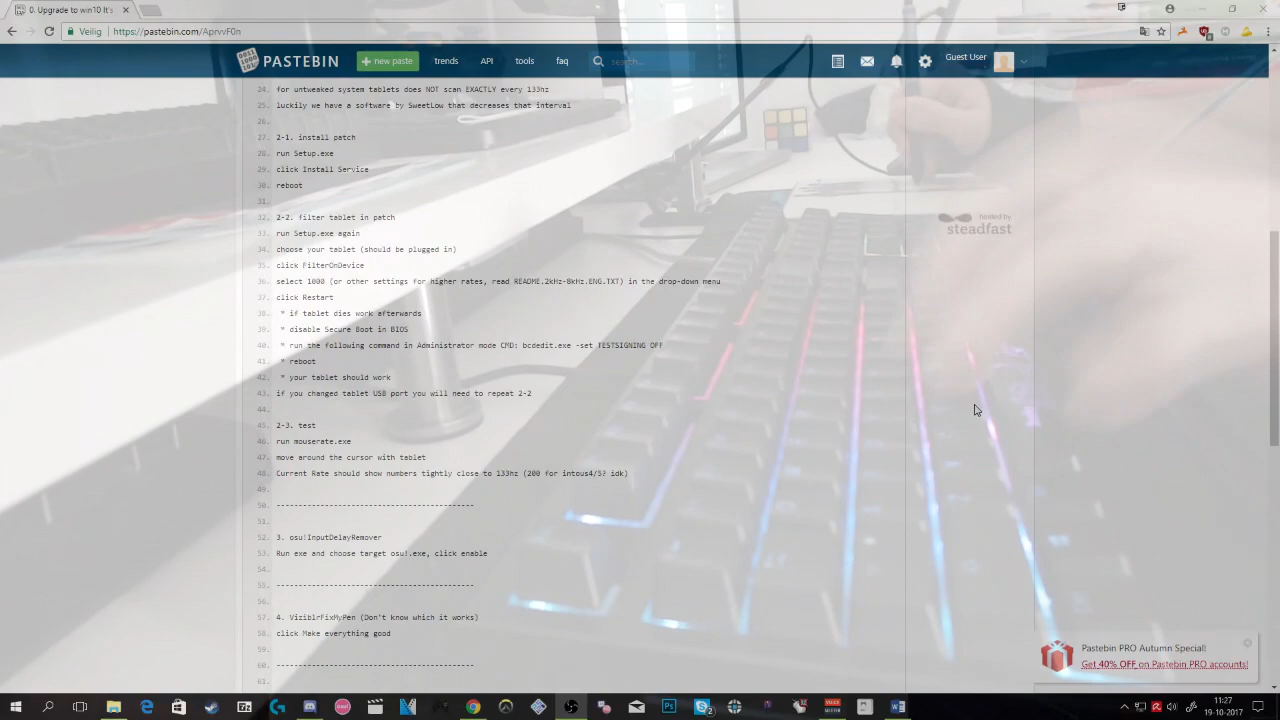 0. Upgrade to win10 It's
Veilig
https://pastebin.com/AprvvF0n
PASTEBIN
new paste
trends
API
tools
faq
search...
Guest User
24. for untweaked system tablets does NOT scan EXACTLY every 133hz
25. luckily we have a software by SweetLow that decreases that interval
26.
27. 2-1. install patch
28. run Setup.exe
29. click Install Service
30. reboot
31.
32. 2-2. filter tablet in patch
33. run Setup.exe again
34. choose your tablet (should be plugged in)
35. click FilterOnDevice
36. select 1000 (or other settings for higher rates, read README.2kHz-8kHz.ENG.TXT) in the drop-down menu
37. click Restart
38. * if tablet dies work afterwards
39. * disable Secure Boot in BIOS
40. * run the following command in Administrator mode CMD: bcdedit.exe -set TESTSIGNING OFF
41. * reboot
42. * your tablet should work
43. if you changed tablet USB port you will need to repeat 2-2
44.
45. 2-3. test
46. run mouserate.exe
47. move around the cursor with tablet
48. Current Rate should show numbers tightly close to 133hz (200 for intous4/5? idk)
49.
50. ---------------------------------------------
51.
52. 3. osu!InputDelayRemover
53. Run exe and choose target osu!.exe, click enable
54.
55. ---------------------------------------------
56.
57. 4. VizibirFixMyPen (Don't know which it works)
58. click Make everything good
59.
60. ---------------------------------------------
61.
hosted by
steadfast
Pastebin PRO Autumn Special!
Get 40% OFF on Pastebin PRO accounts!
11:27
19-10-2017